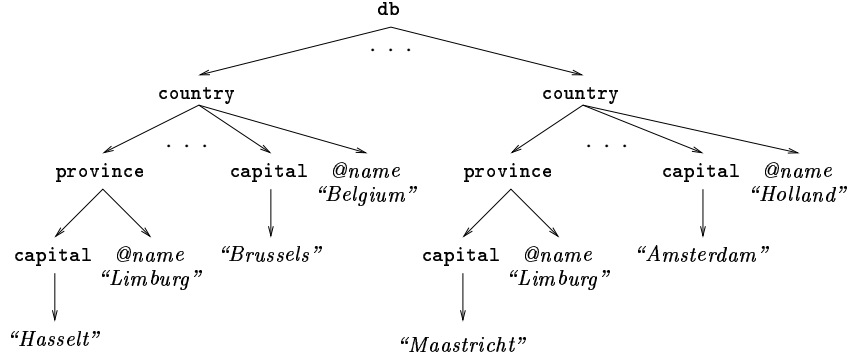 db
. . .
country country
. . . . . .
province capital @name province capital @name
“Belgium” “Holland”
capital @name “Brussels” capital @name “Amsterdam”
“Limburg” “Limburg”
“Hasselt” “Maastricht”